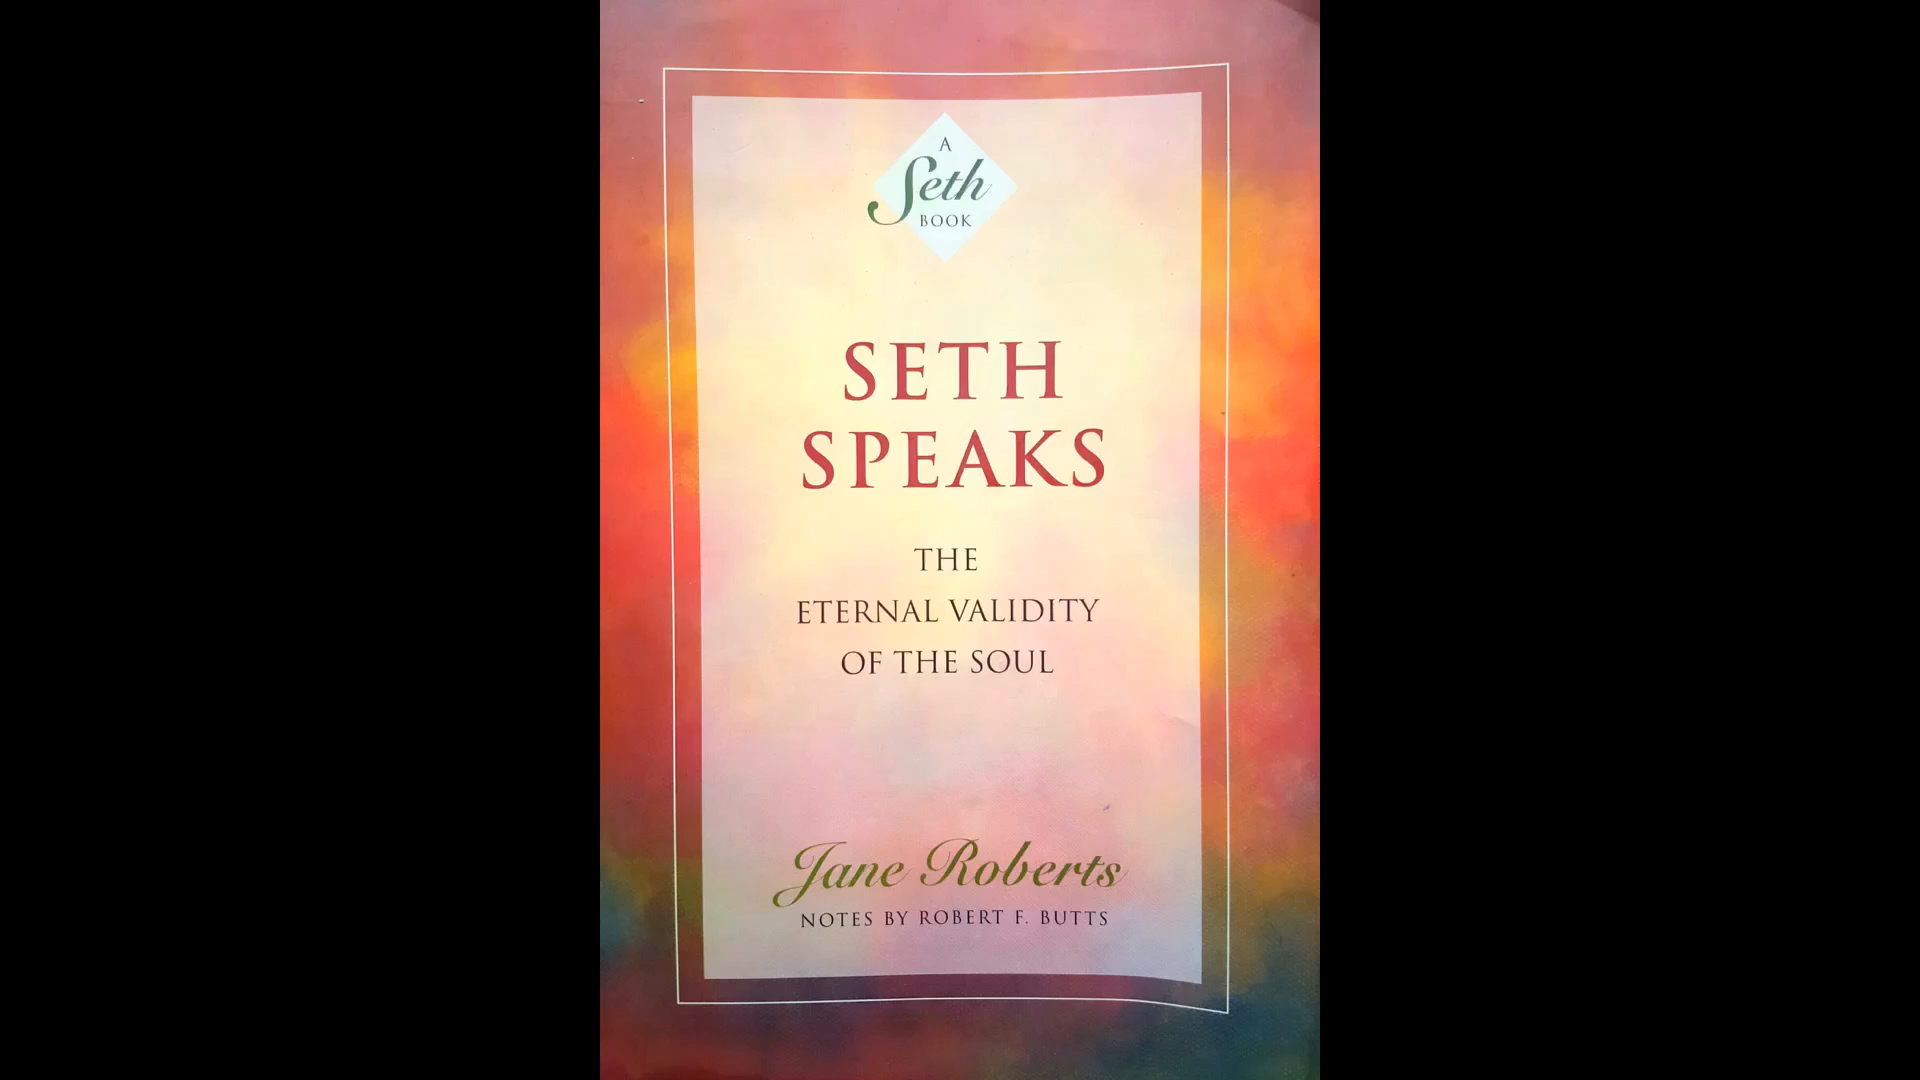 A
Seth
BOOK
SETH
SPEAKS
THE
ETERNAL VALIDITY
OF THE SOUL
Jane Roberts
NOTES BY ROBERT F. BUTTS